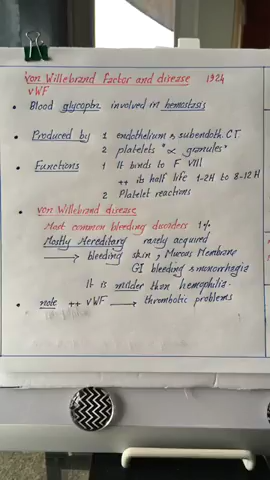 von Willebrand factor and disease 1924
vWF
• Blood glycoptn involved in hemostasis
• Produced by 1 endothelium & subendoth. CT
2 platelets "∝ granules"
• Functions 1 It binds to F VIII
++ its half life 1-2H to 8-12H
2 Platelet reactions
• von Willebrand disease
Most common bleeding disorders 1%
Mostly Hereditary rarely acquired
→ bleeding skin, Mucous Membrane
GI bleeding & menorrhagia
It is milder than hemophilia.
• note ++ vWF → thrombotic problems